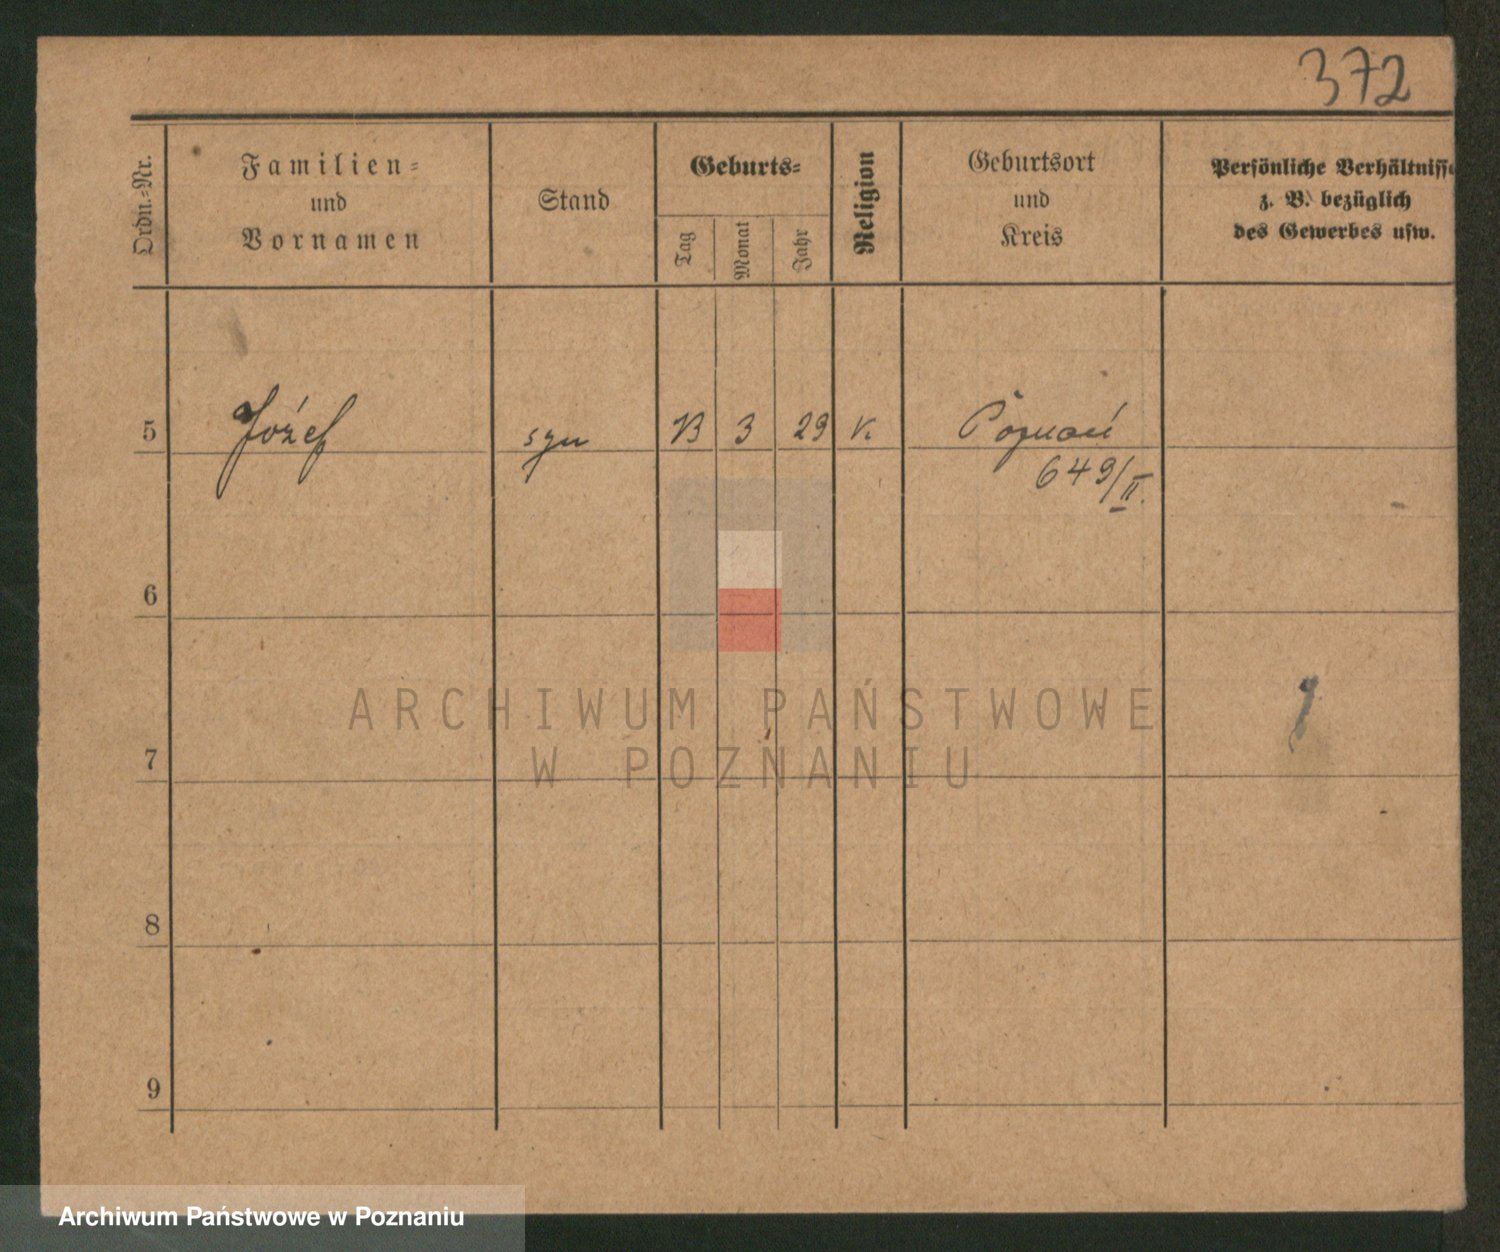 372
Ordn.-Nr.
Familien-
und
Vornamen
Stand
Geburts-
Tag
Monat
Jahr
Religion
Geburtsort
und
Kreis
Persönliche Verhältnisse
z. B. bezüglich
des Gewerbes usw.
5 Józef syn 13 3 29 K. Poznań
649/II.
6
7
8
9
ARCHIWUM PAŃSTWOWE
W POZNANIU
Archiwum Państwowe w Poznaniu